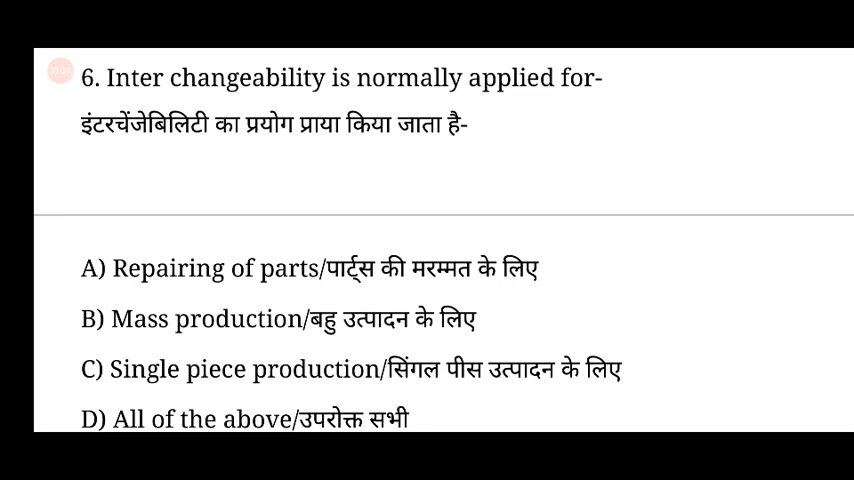 6. Inter changeability is normally applied for-
इंटरचेंजेबिलिटी का प्रयोग प्राया किया जाता है-
A) Repairing of parts/पार्ट्स की मरम्मत के लिए
B) Mass production/बहु उत्पादन के लिए
C) Single piece production/सिंगल पीस उत्पादन के लिए
D) All of the above/उपरोक्त सभी